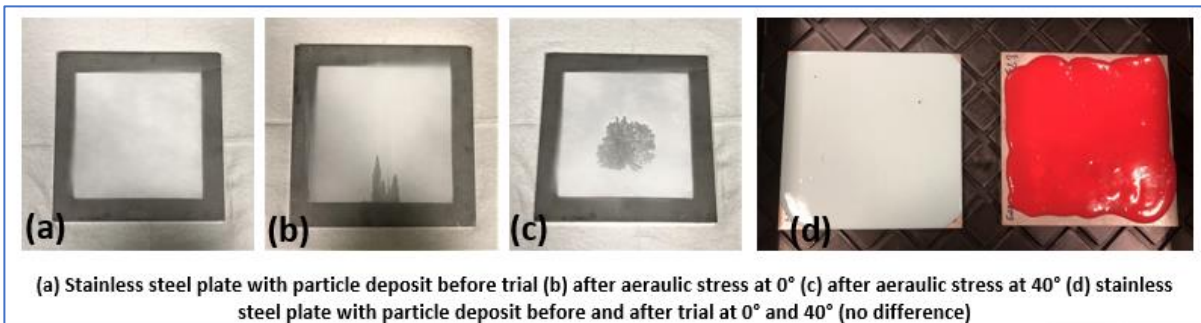 (a)
(b)
(c)
(d)
(a) Stainless steel plate with particle deposit before trial (b) after aeraulic stress at 0° (c) after aeraulic stress at 40° (d) stainless
steel plate with particle deposit before and after trial at 0° and 40° (no difference)